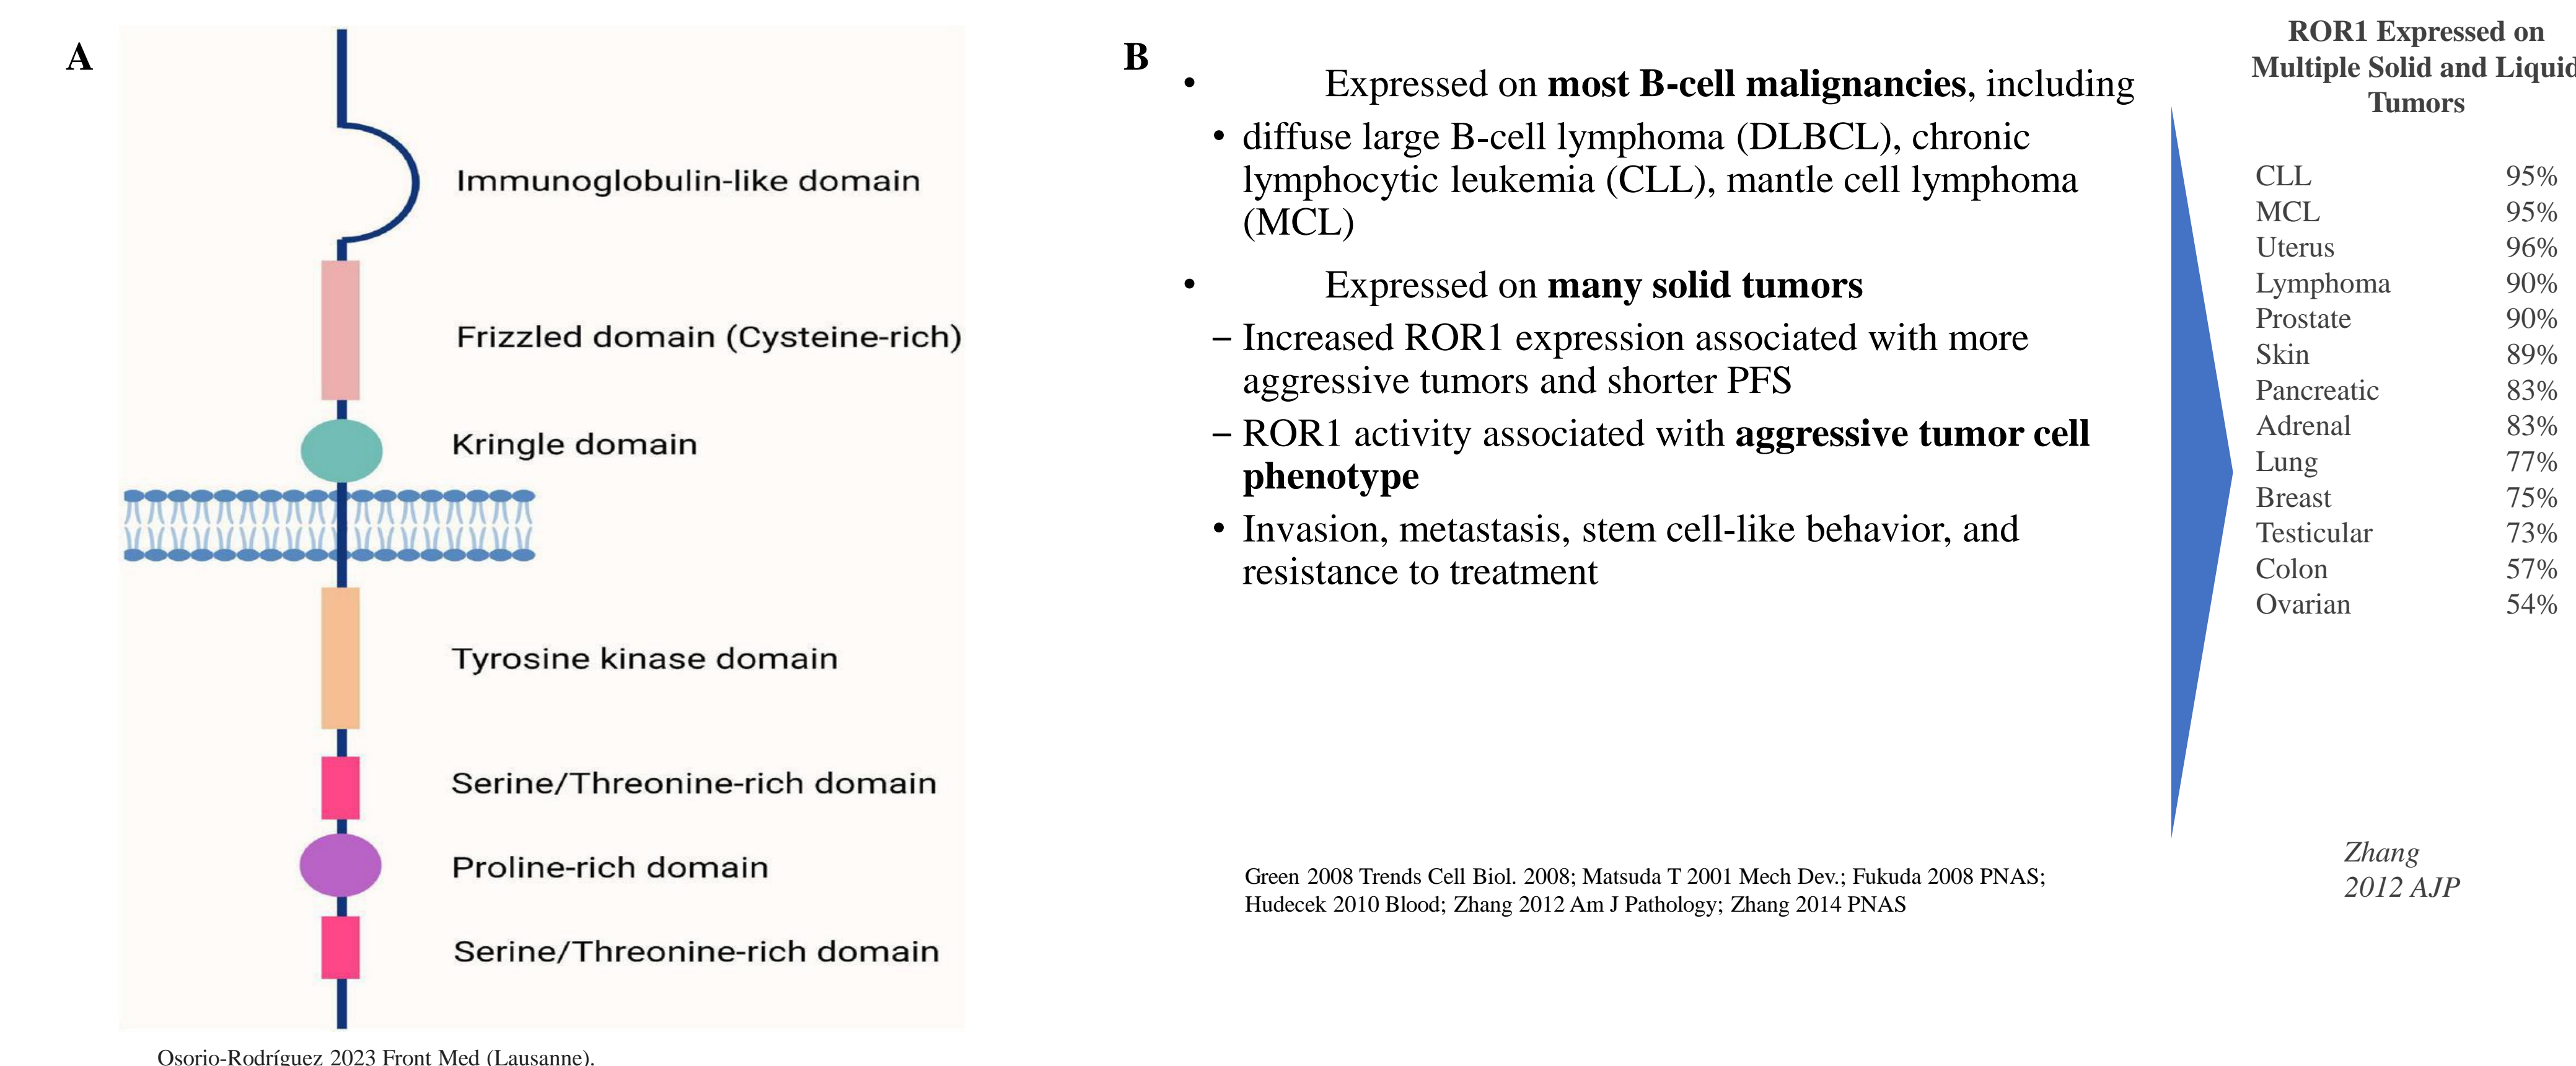 A
Immunoglobulin-like domain
Frizzled domain (Cysteine-rich)
Kringle domain
Tyrosine kinase domain
Serine/Threonine-rich domain
Proline-rich domain
Serine/Threonine-rich domain
Osorio-Rodríguez 2023 Front Med (Lausanne).
B
• Expressed on most B-cell malignancies, including
• diffuse large B-cell lymphoma (DLBCL), chronic
lymphocytic leukemia (CLL), mantle cell lymphoma
(MCL)
• Expressed on many solid tumors
– Increased ROR1 expression associated with more
aggressive tumors and shorter PFS
– ROR1 activity associated with aggressive tumor cell
phenotype
• Invasion, metastasis, stem cell-like behavior, and
resistance to treatment
Green 2008 Trends Cell Biol. 2008; Matsuda T 2001 Mech Dev.; Fukuda 2008 PNAS;
Hudecek 2010 Blood; Zhang 2012 Am J Pathology; Zhang 2014 PNAS
ROR1 Expressed on
Multiple Solid and Liquid
Tumors
CLL 95%
MCL 95%
Uterus 96%
Lymphoma 90%
Prostate 90%
Skin 89%
Pancreatic 83%
Adrenal 83%
Lung 77%
Breast 75%
Testicular 73%
Colon 57%
Ovarian 54%
Zhang
2012 AJP